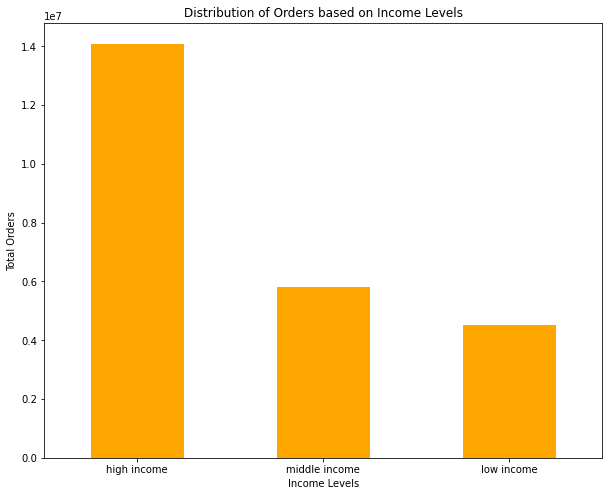 Distribution of Orders based on Income Levels
1e7
1.4
1.2
1.0
0.8
0.6
0.4
0.2
0.0
Total Orders
high income
middle income
low income
Income Levels